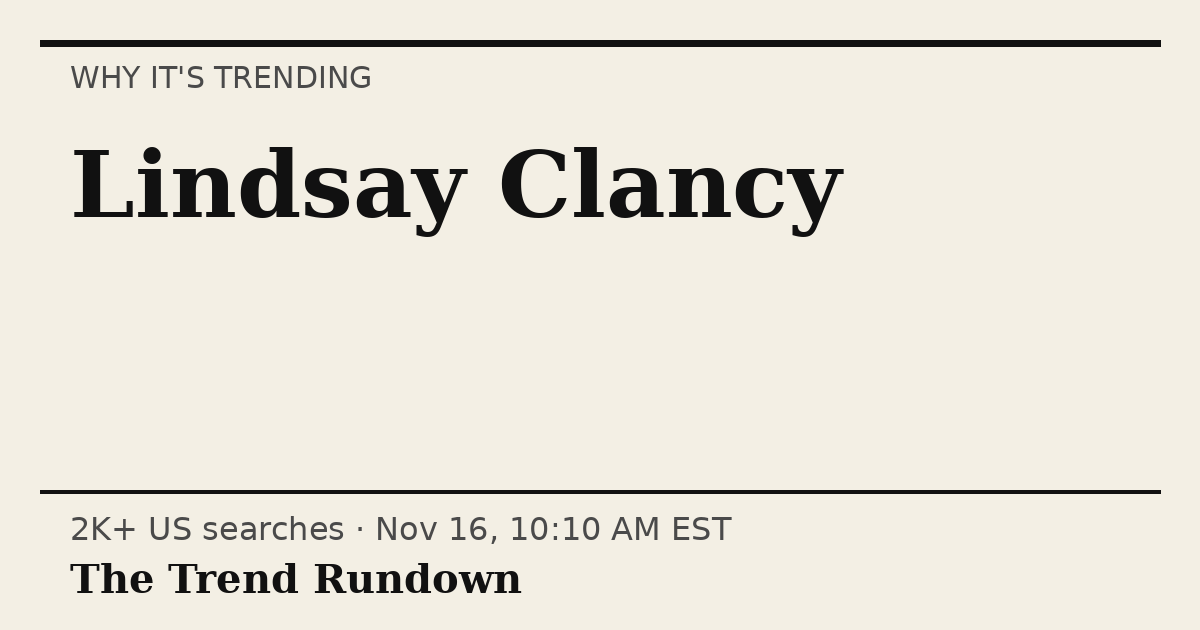 WHY IT'S TRENDING
Lindsay Clancy
2K+ US searches · Nov 16, 10:10 AM EST
The Trend Rundown